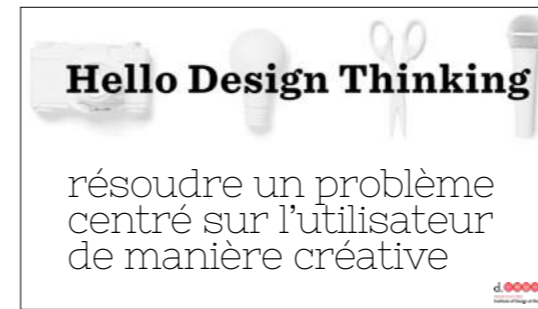 Hello Design Thinking
résoudre un problème
centré sur l'utilisateur
de manière créative
d.